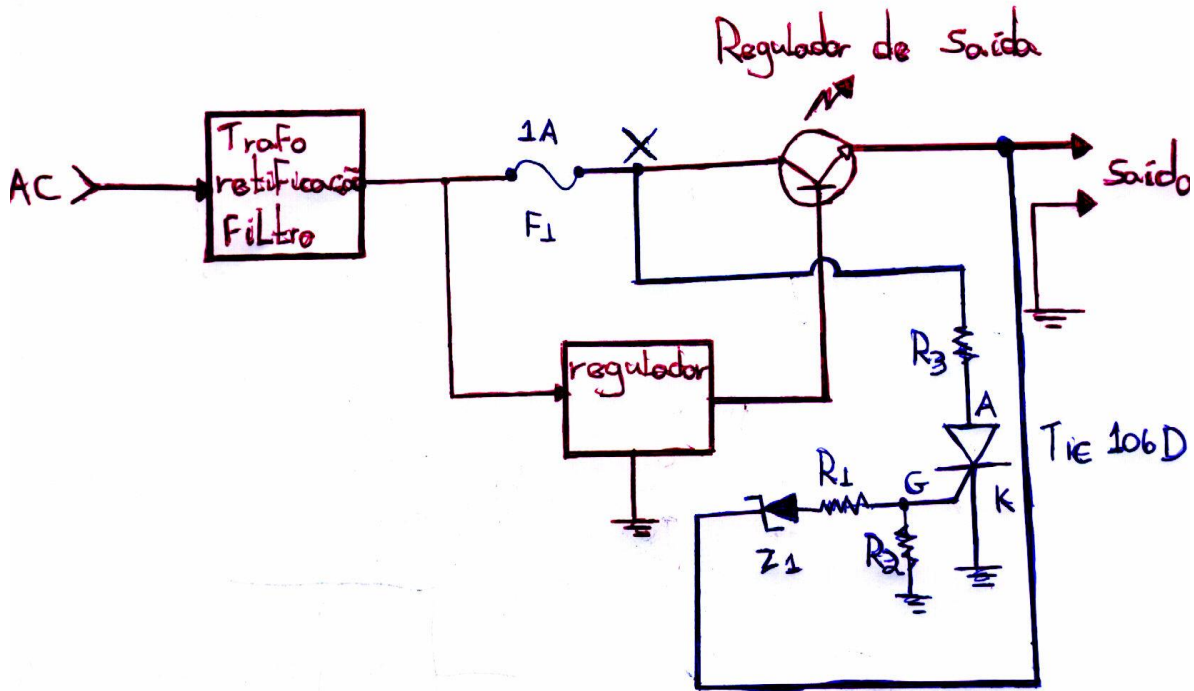 Regulador de Saída
AC
Trafo
retificação
Filtro
1A
X
F1
Saída
regulador
R3
A
TIC 106D
R1
G
K
Z1
R2